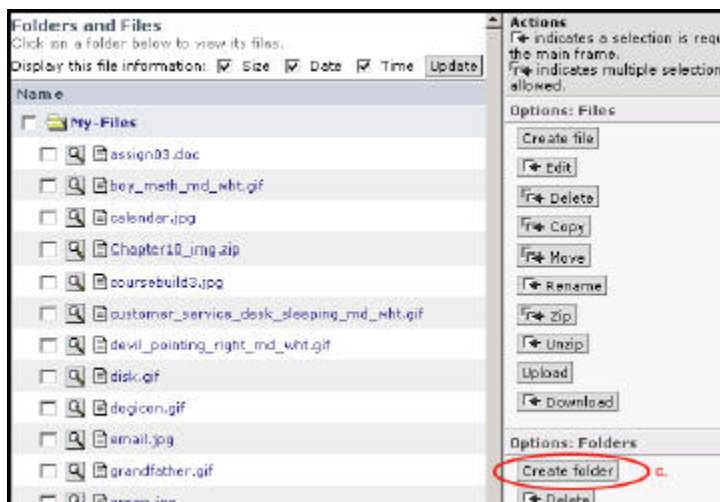 Folders and Files
Click on a folder below to view its files.
Display this file information: Size Date Time Update
Name
My-Files
assign03.doc
boy_math_md_wht.gif
calendar.jpg
Chapter10_img.zip
coursebuild3.jpg
customer_service_desk_sleeping_md_wht.gif
devil_pointing_right_md_wht.gif
disk.gif
dogicon.gif
email.jpg
grandfather.gif
Actions
indicates a selection is requ
the main frame.
indicates multiple selection
allowed.
Options: Files
Create file
Edit
Delete
Copy
Move
Rename
Zip
Unzip
Upload
Download
Options: Folders
Create folder c.
Delete